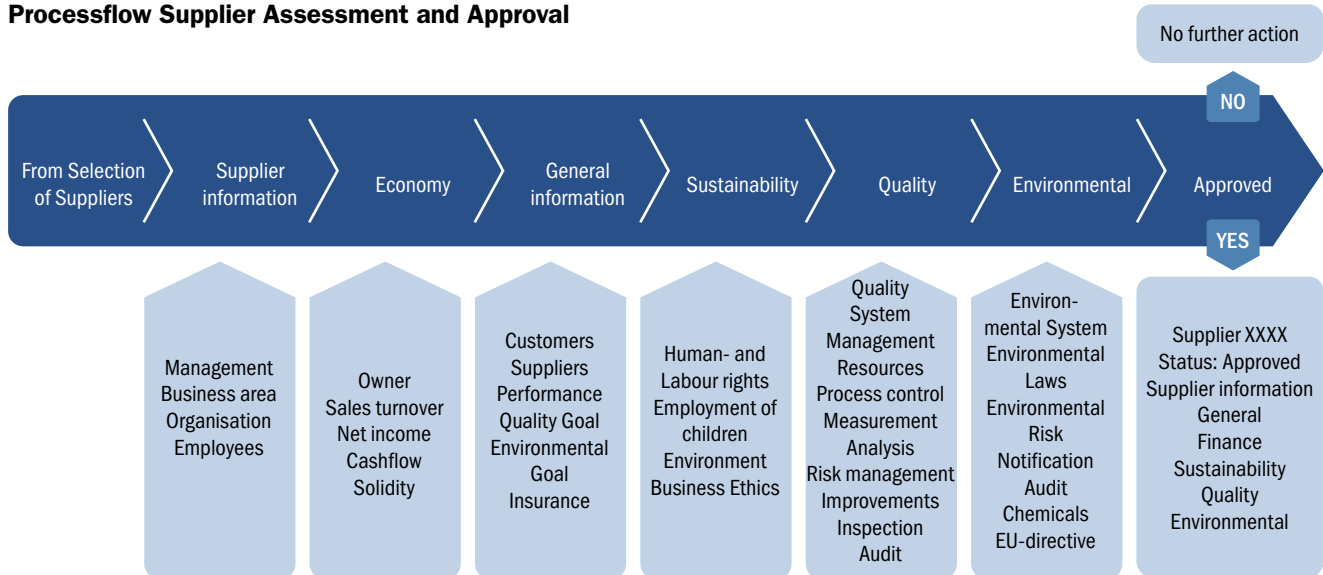 Processflow Supplier Assessment and Approval
No further action
NO
From Selection
of Suppliers
Supplier
information
Economy
General
information
Sustainability
Quality
Environmental
Approved
YES
Management
Business area
Organisation
Employees
Owner
Sales turnover
Net income
Cashflow
Solidity
Customers
Suppliers
Performance
Quality Goal
Environmental
Goal
Insurance
Human- and
Labour rights
Employment of
children
Environment
Business Ethics
Quality
System
Management
Resources
Process control
Measurement
Analysis
Risk management
Improvements
Inspection
Audit
Environ-
mental System
Environmental
Laws
Environmental
Risk
Notification
Audit
Chemicals
EU-directive
Supplier XXXX
Status: Approved
Supplier information
General
Finance
Sustainability
Quality
Environmental